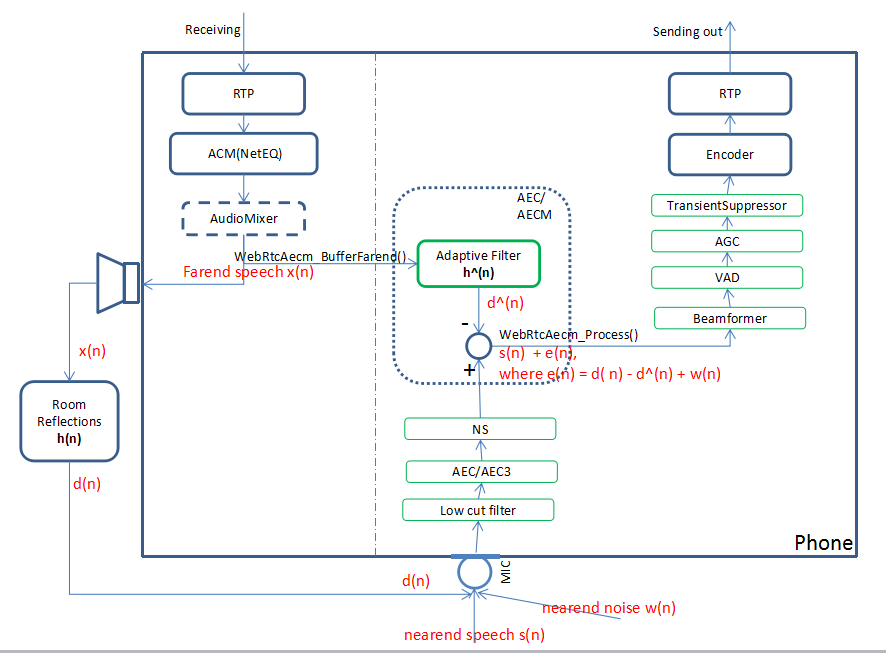 Receiving
Sending out
RTP
RTP
ACM(NetEQ)
Encoder
AudioMixer
AEC/
AECM
TransientSuppressor
AGC
VAD
Beamformer
WebRtcAecm_BufferFarend()
Farend speech x(n)
Adaptive Filter
h^(n)
d^(n)
-
WebRtcAecm_Process()
s(n) + e(n),
where e(n) = d( n) - d^(n) + w(n)
+
x(n)
Room
Reflections
h(n)
d(n)
NS
AEC/AEC3
Low cut filter
Phone
MIC
d(n)
nearend noise w(n)
nearend speech s(n)